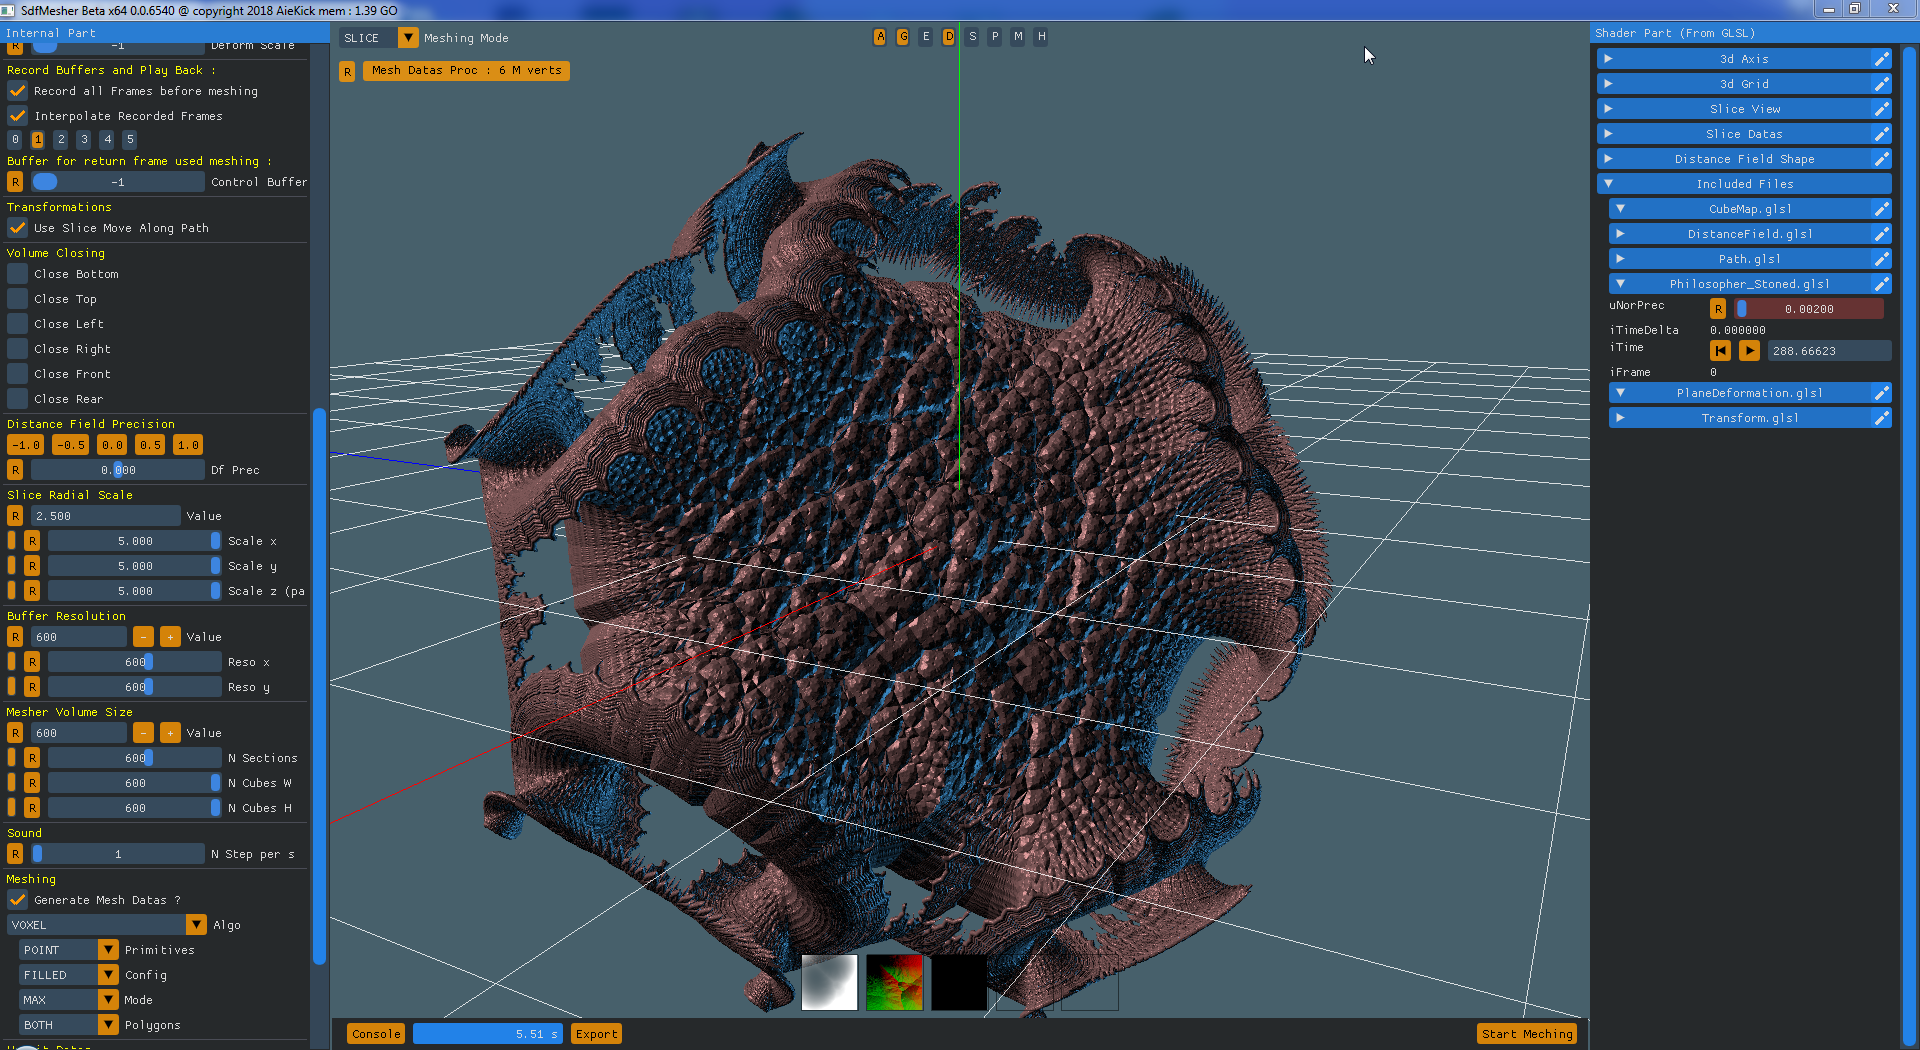 SdfMesher Beta x64 0.0.6540 @ copyright 2018 AieKick mem : 1.39 GO
Internal Part
R -1 Deform Scale
Record Buffers and Play Back :
Record all Frames before meshing
Interpolate Recorded Frames
0 1 2 3 4 5
Buffer for return frame used meshing :
R -1 Control Buffer
Transformations
Use Slice Move Along Path
Volume Closing
Close Bottom
Close Top
Close Left
Close Right
Close Front
Close Rear
Distance Field Precision
-1.0 -0.5 0.0 0.5 1.0
R 0.000 Df Prec
Slice Radial Scale
R 2.500 Value
R 5.000 Scale x
R 5.000 Scale y
R 5.000 Scale z (pa
Buffer Resolution
R 600 - + Value
R 600 Reso x
R 600 Reso y
Mesher Volume Size
R 600 - + Value
R 600 N Sections
R 600 N Cubes W
R 600 N Cubes H
Sound
R 1 N Step per s
Meshing
Generate Mesh Datas ?
VOXEL Algo
POINT Primitives
FILLED Config
MAX Mode
BOTH Polygons
SLICE Meshing Mode
A G E D S P M H
R Mesh Datas Proc : 6 M verts
Console 5.51 s Export
Start Meching
Shader Part (From GLSL)
3d Axis
3d Grid
Slice View
Slice Datas
Distance Field Shape
Included Files
CubeMap.glsl
DistanceField.glsl
Path.glsl
Philosopher_Stoned.glsl
uNorPrec R 0.00200
iTimeDelta 0.000000
iTime 288.66623
iFrame 0
PlaneDeformation.glsl
Transform.glsl